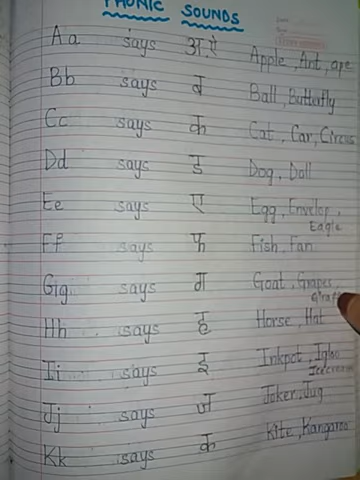 PHONIC SOUNDS
Aa says अ,ऐ Apple, Ant, ape
Bb says ब Ball, Butterfly
Cc says क Cat, Car, Circus
Dd says ड Dog, Doll
Ee says ए Egg, Envelop,
Eagle
Ff says फ Fish, Fan
Gg says ग Goat, Grapes
Hh says ह Horse, Hat
Ii says इ Inkpot, Igloo
Jj says ज Joker, Jug
Kk says क Kite, Kangaroo